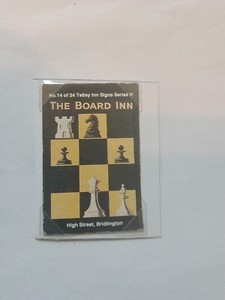 No.14 of 24 Tetley Inn Signs Series II
THE BOARD INN
High Street, Bridlington